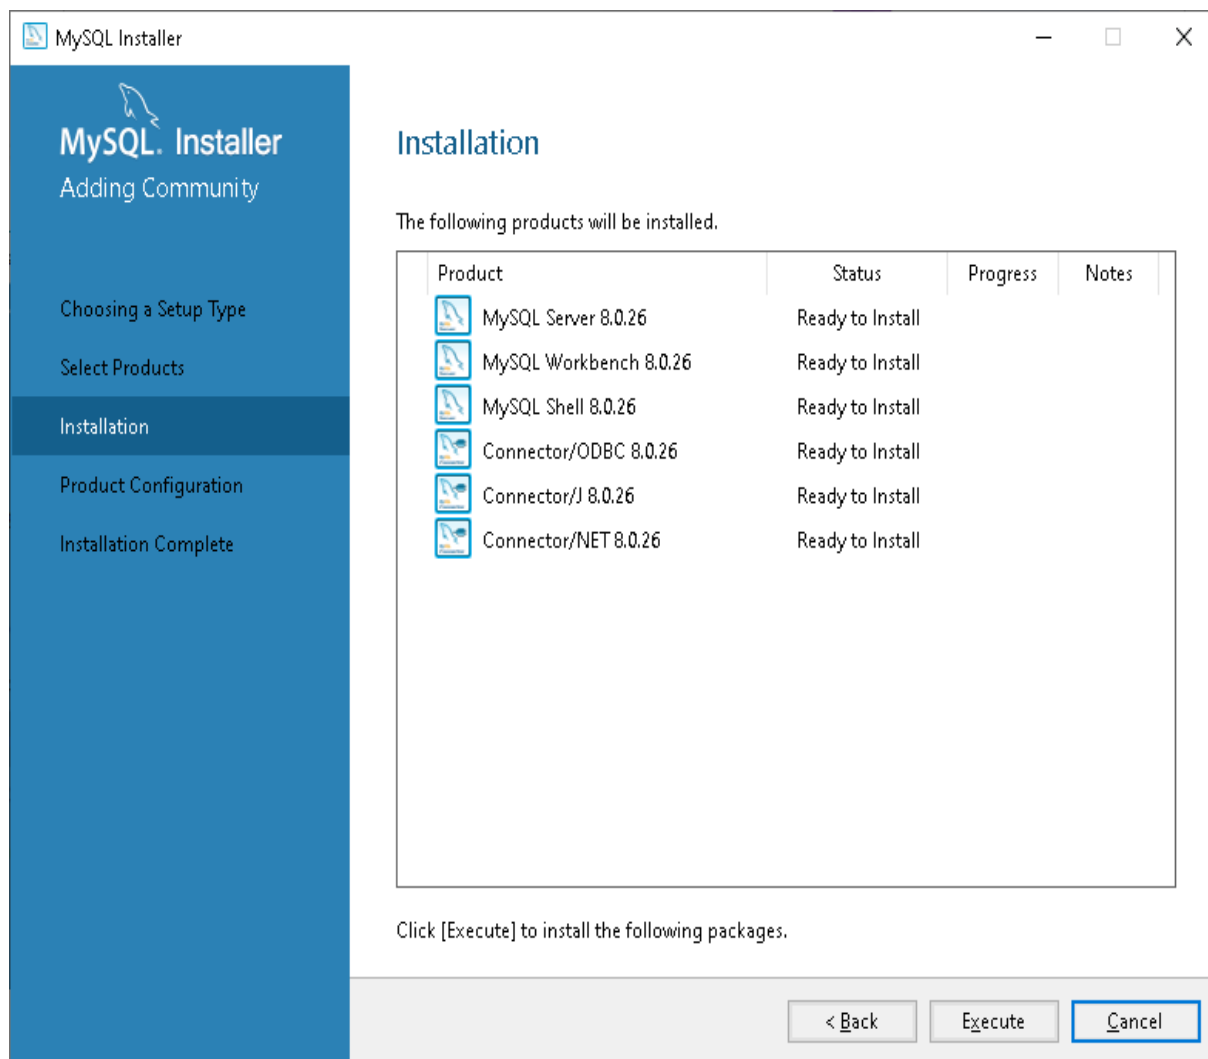 MySQL Installer
MySQL. Installer
Adding Community
Choosing a Setup Type
Select Products
Installation
Product Configuration
Installation Complete
Installation
The following products will be installed.
Product Status Progress Notes
MySQL Server 8.0.26 Ready to Install
MySQL Workbench 8.0.26 Ready to Install
MySQL Shell 8.0.26 Ready to Install
Connector/ODBC 8.0.26 Ready to Install
Connector/J 8.0.26 Ready to Install
Connector/NET 8.0.26 Ready to Install
Click [Execute] to install the following packages.
< Back Execute Cancel